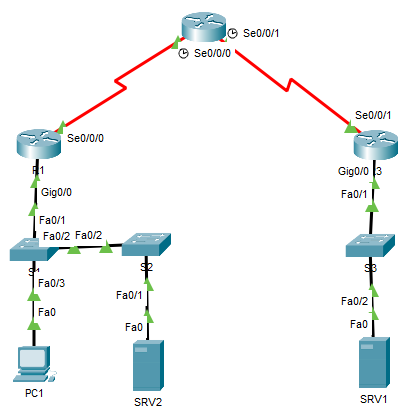 Se0/0/1
Se0/0/0
Se0/0/1
Se0/0/0
R1
Gig0/0
Gig0/0
Fa0/1
Fa0/1
Fa0/2
Fa0/2
S2
S3
Fa0/3
Fa0/1
Fa0/2
Fa0
Fa0
Fa0
PC1
SRV2
SRV1